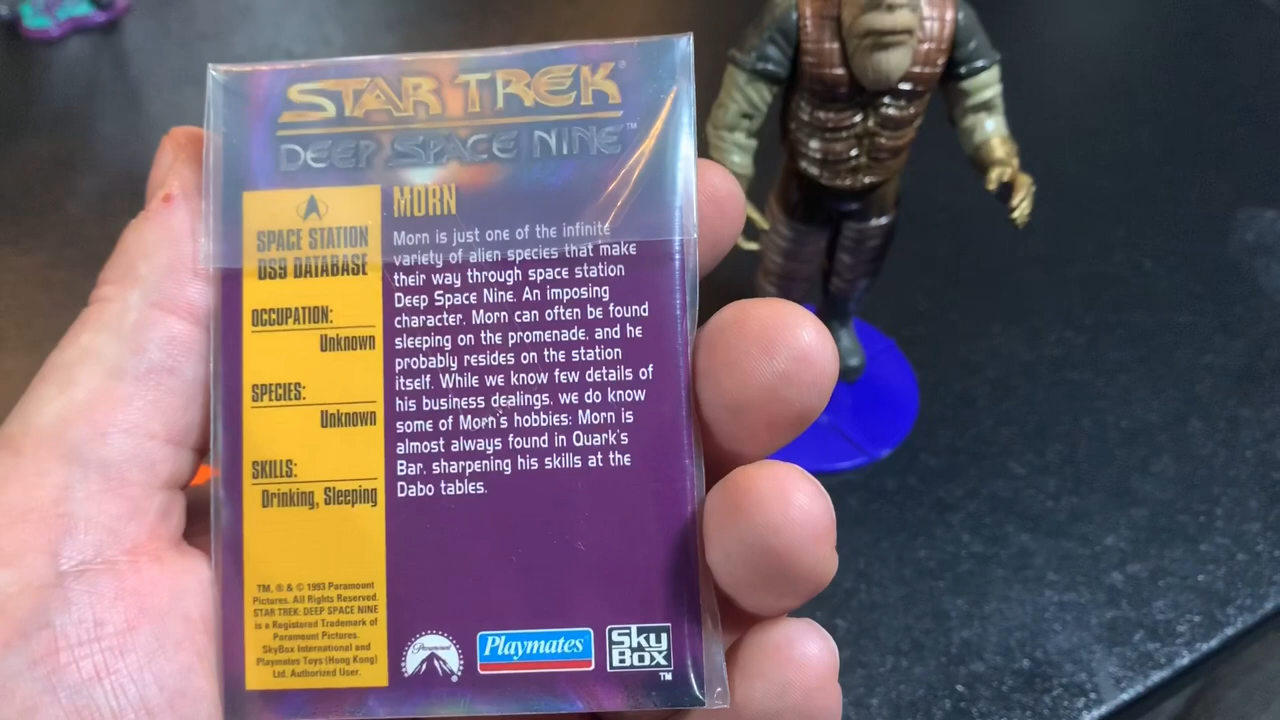 STAR TREK®
DEEP SPACE NINE™
SPACE STATION
DS9 DATABASE
OCCUPATION:
Unknown
SPECIES:
Unknown
SKILLS:
Drinking, Sleeping
TM, ® & © 1993 Paramount
Pictures. All Rights Reserved.
STAR TREK: DEEP SPACE NINE
is a Registered Trademark of
Paramount Pictures.
SkyBox International and
Playmates Toys (Hong Kong)
Ltd. Authorized User.
MORN
Morn is just one of the infinite
variety of alien species that make
their way through space station
Deep Space Nine. An imposing
character, Morn can often be found
sleeping on the promenade, and he
probably resides on the station
itself. While we know few details of
his business dealings, we do know
some of Morn's hobbies: Morn is
almost always found in Quark's
Bar, sharpening his skills at the
Dabo tables.
Paramount®
Playmates®
Sky
Box™